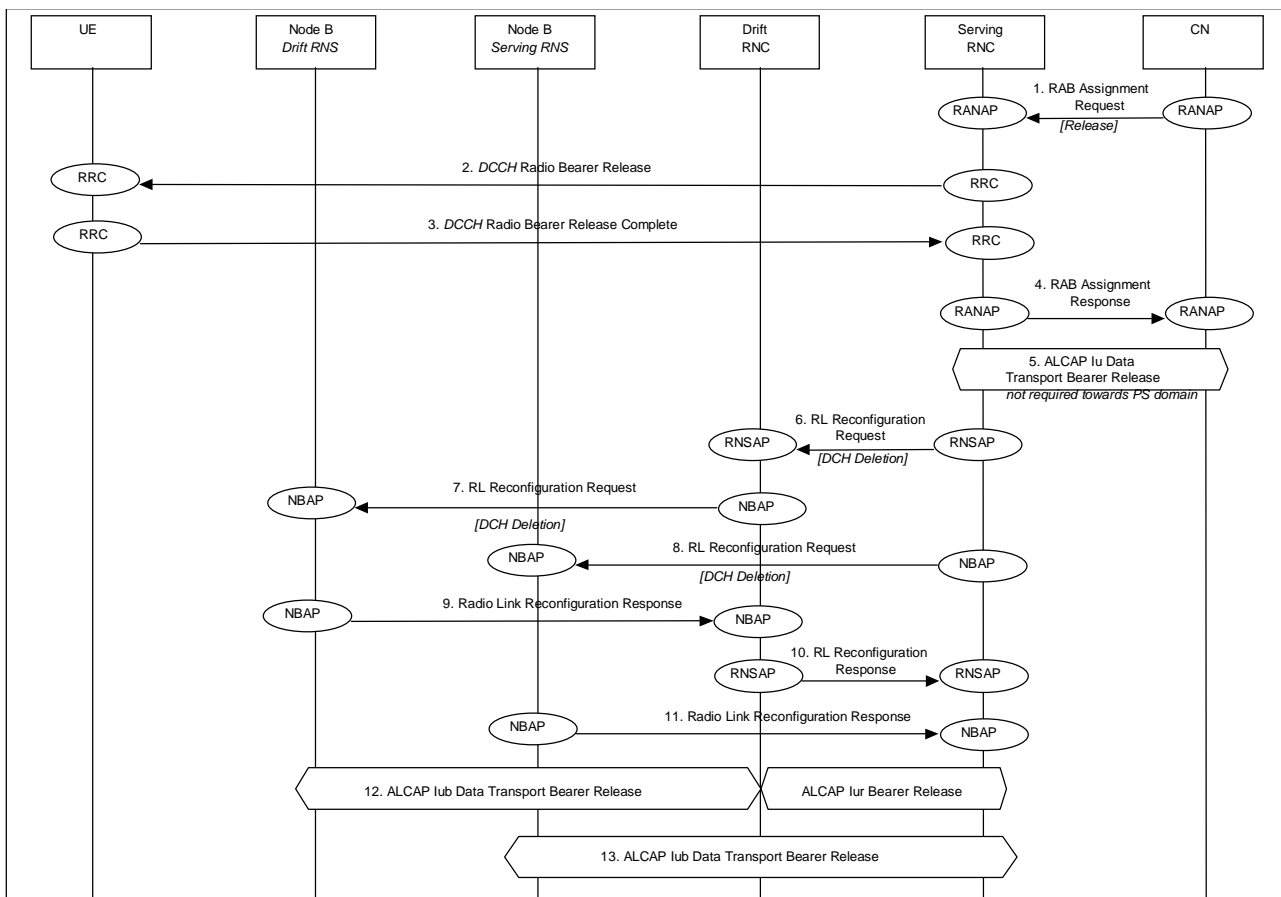 UE
Node B
Drift RNS
Node B
Serving RNS
Drift
RNC
Serving
RNC
CN
1. RAB Assignment
Request
[Release]
RANAP
RANAP
2. DCCH Radio Bearer Release
RRC
RRC
3. DCCH Radio Bearer Release Complete
RRC
RRC
4. RAB Assignment
Response
RANAP
RANAP
5. ALCAP Iu Data
Transport Bearer Release
not required towards PS domain
6. RL Reconfiguration
Request
[DCH Deletion]
RNSAP
RNSAP
7. RL Reconfiguration Request
[DCH Deletion]
NBAP
NBAP
8. RL Reconfiguration Request
[DCH Deletion]
NBAP
NBAP
9. Radio Link Reconfiguration Response
NBAP
NBAP
10. RL Reconfiguration
Response
RNSAP
RNSAP
11. Radio Link Reconfiguration Response
NBAP
NBAP
12. ALCAP Iub Data Transport Bearer Release
ALCAP Iur Bearer Release
13. ALCAP Iub Data Transport Bearer Release